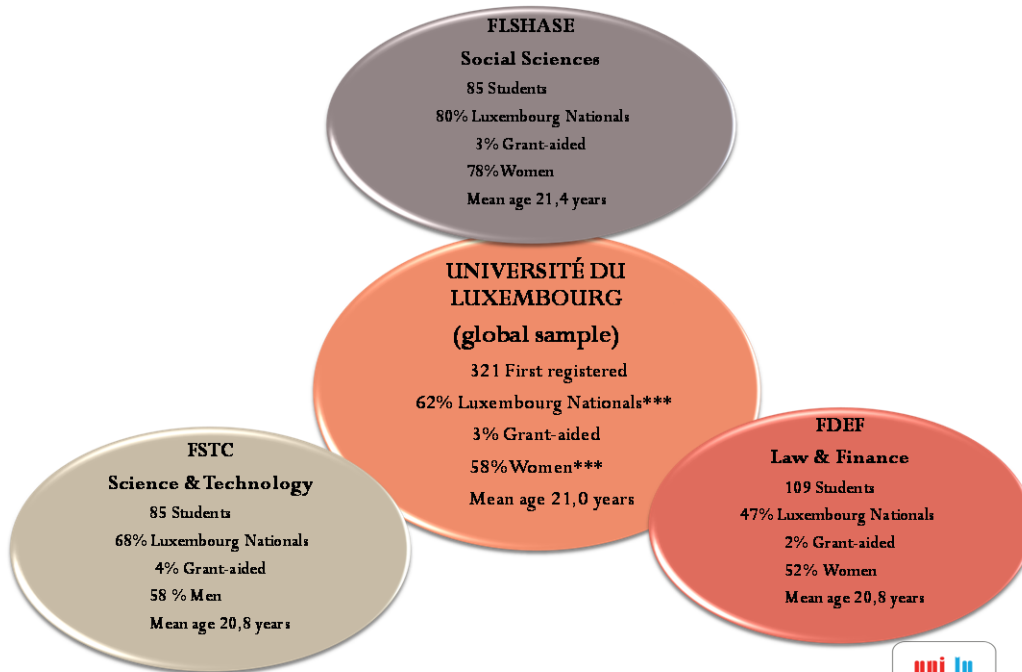 FLSHASE
Social Sciences
85 Students
80% Luxembourg Nationals
3% Grant-aided
78% Women
Mean age 21,4 years
UNIVERSITÉ DU
LUXEMBOURG
(global sample)
321 First registered
62% Luxembourg Nationals***
3% Grant-aided
58% Women***
Mean age 21,0 years
FSTC
Science & Technology
85 Students
68% Luxembourg Nationals
4% Grant-aided
58 % Men
Mean age 20,8 years
FDEF
Law & Finance
109 Students
47% Luxembourg Nationals
2% Grant-aided
52% Women
Mean age 20,8 years
uni lu